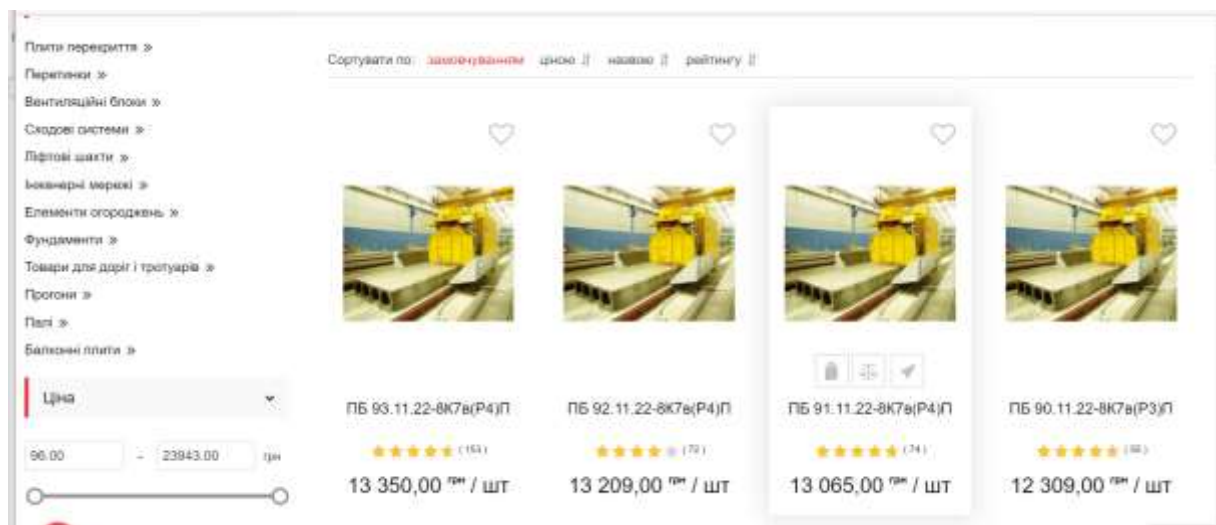 Плити перекриття »
Перетинки »
Вентиляційні блоки »
Сходові системи »
Ліфтові шахти »
Інженерні мережі »
Елементи огороджень »
Фундаменти »
Товари для доріг і тротуарів »
Прогони »
Палі »
Балконні плити »
Ціна
96.00 - 23943.00 грн
Сортувати по: замовчуванням ціною назвою рейтингу
ПБ 93.11.22-8К7в(Р4)П
ПБ 92.11.22-8К7в(Р4)П
ПБ 91.11.22-8К7в(Р4)П
ПБ 90.11.22-8К7в(Р3)П
(153)
(72)
(74)
13 350,00 грн / шт
13 209,00 грн / шт
13 065,00 грн / шт
12 309,00 грн / шт